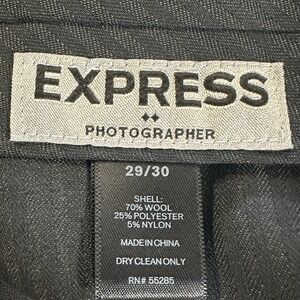 EXPRESS
PHOTOGRAPHER
29/30
SHELL:
70% WOOL
25% POLYESTER
5% NYLON
MADE IN CHINA
DRY CLEAN ONLY
RN# 55285